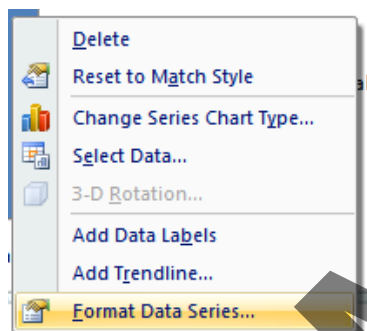 Delete
Reset to Match Style
Change Series Chart Type...
Select Data...
3-D Rotation...
Add Data Labels
Add Trendline...
Format Data Series...